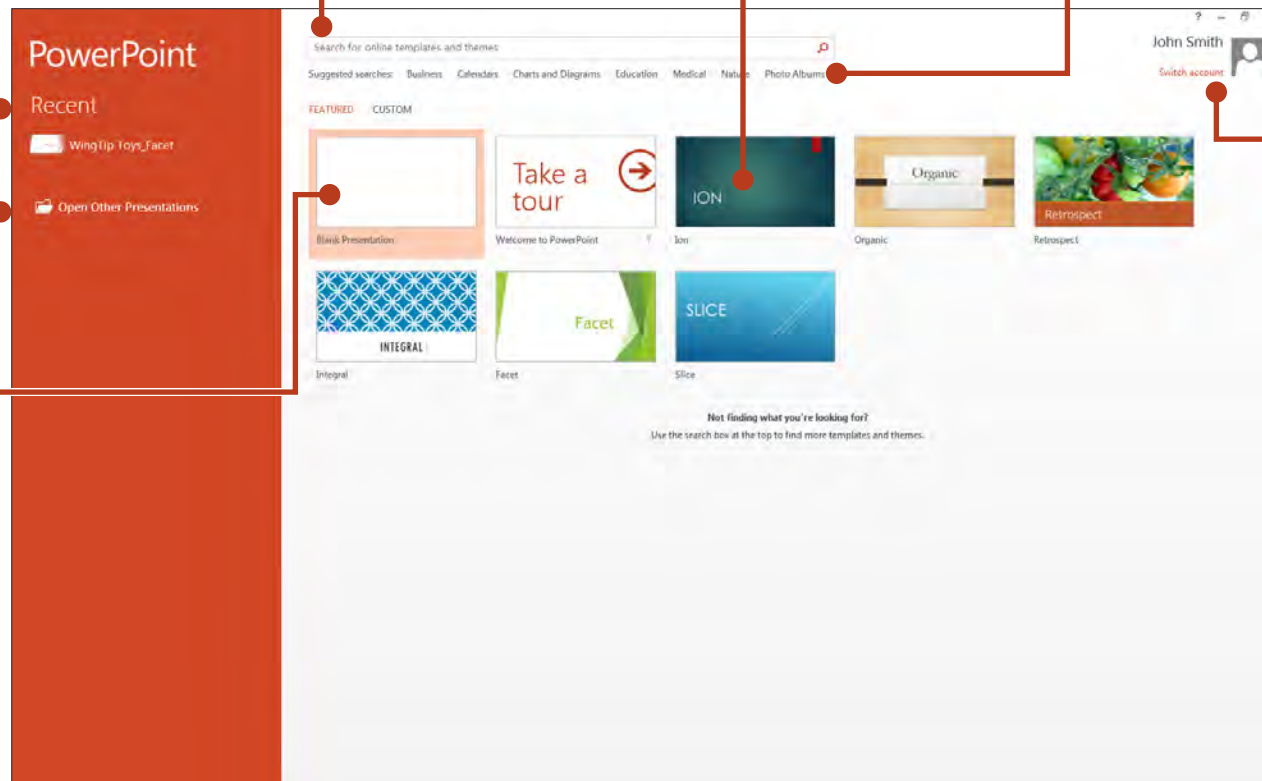 PowerPoint
Recent
WingTip Toys_Facet
Open Other Presentations
? –
John Smith
Switch account
Search for online templates and themes
Suggested searches: Business Calendars Charts and Diagrams Education Medical Nature Photo Albums
FEATURED CUSTOM
Take a
tour
ION
Organic
Retrospect
Blank Presentation
Welcome to PowerPoint
Ion
Organic
Retrospect
INTEGRAL
Facet
SLICE
Integral
Facet
Slice
Not finding what you're looking for?
Use the search box at the top to find more templates and themes.